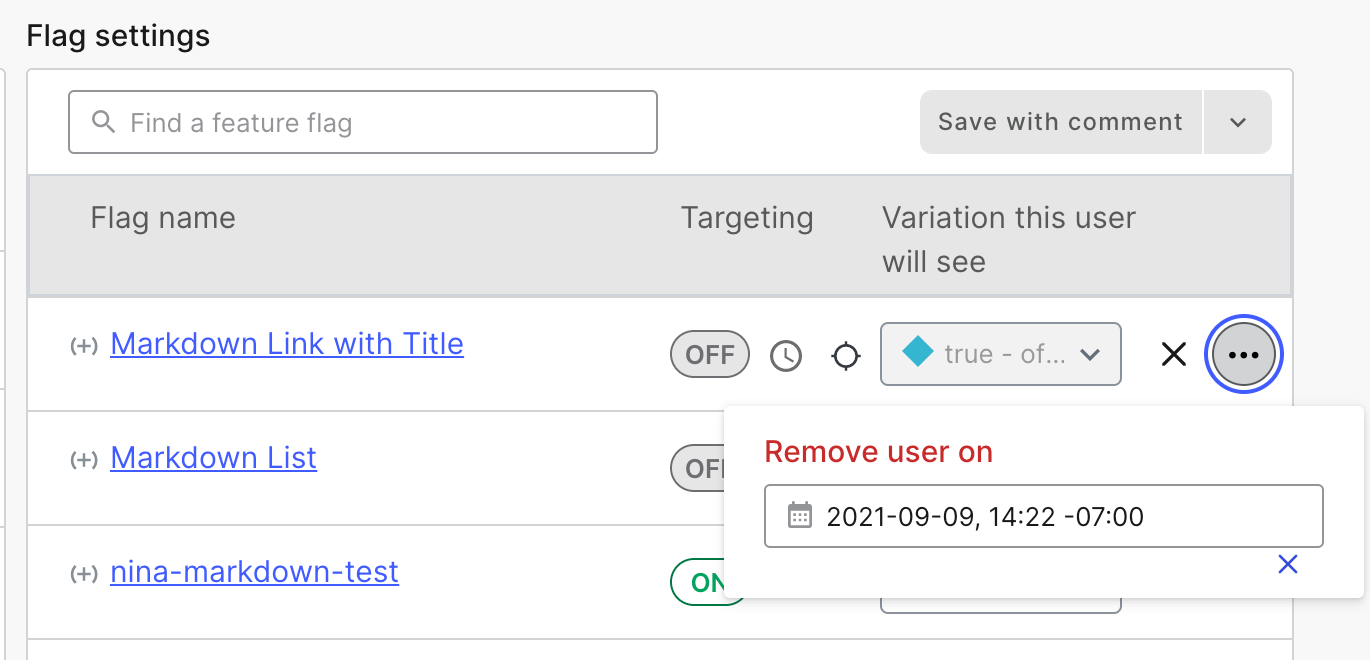 Flag settings
Find a feature flag
Save with comment
Flag name
Targeting
Variation this user
will see
(+) Markdown Link with Title
OFF
true - of...
(+) Markdown List
OF
Remove user on
2021-09-09, 14:22 -07:00
(+) nina-markdown-test
ON